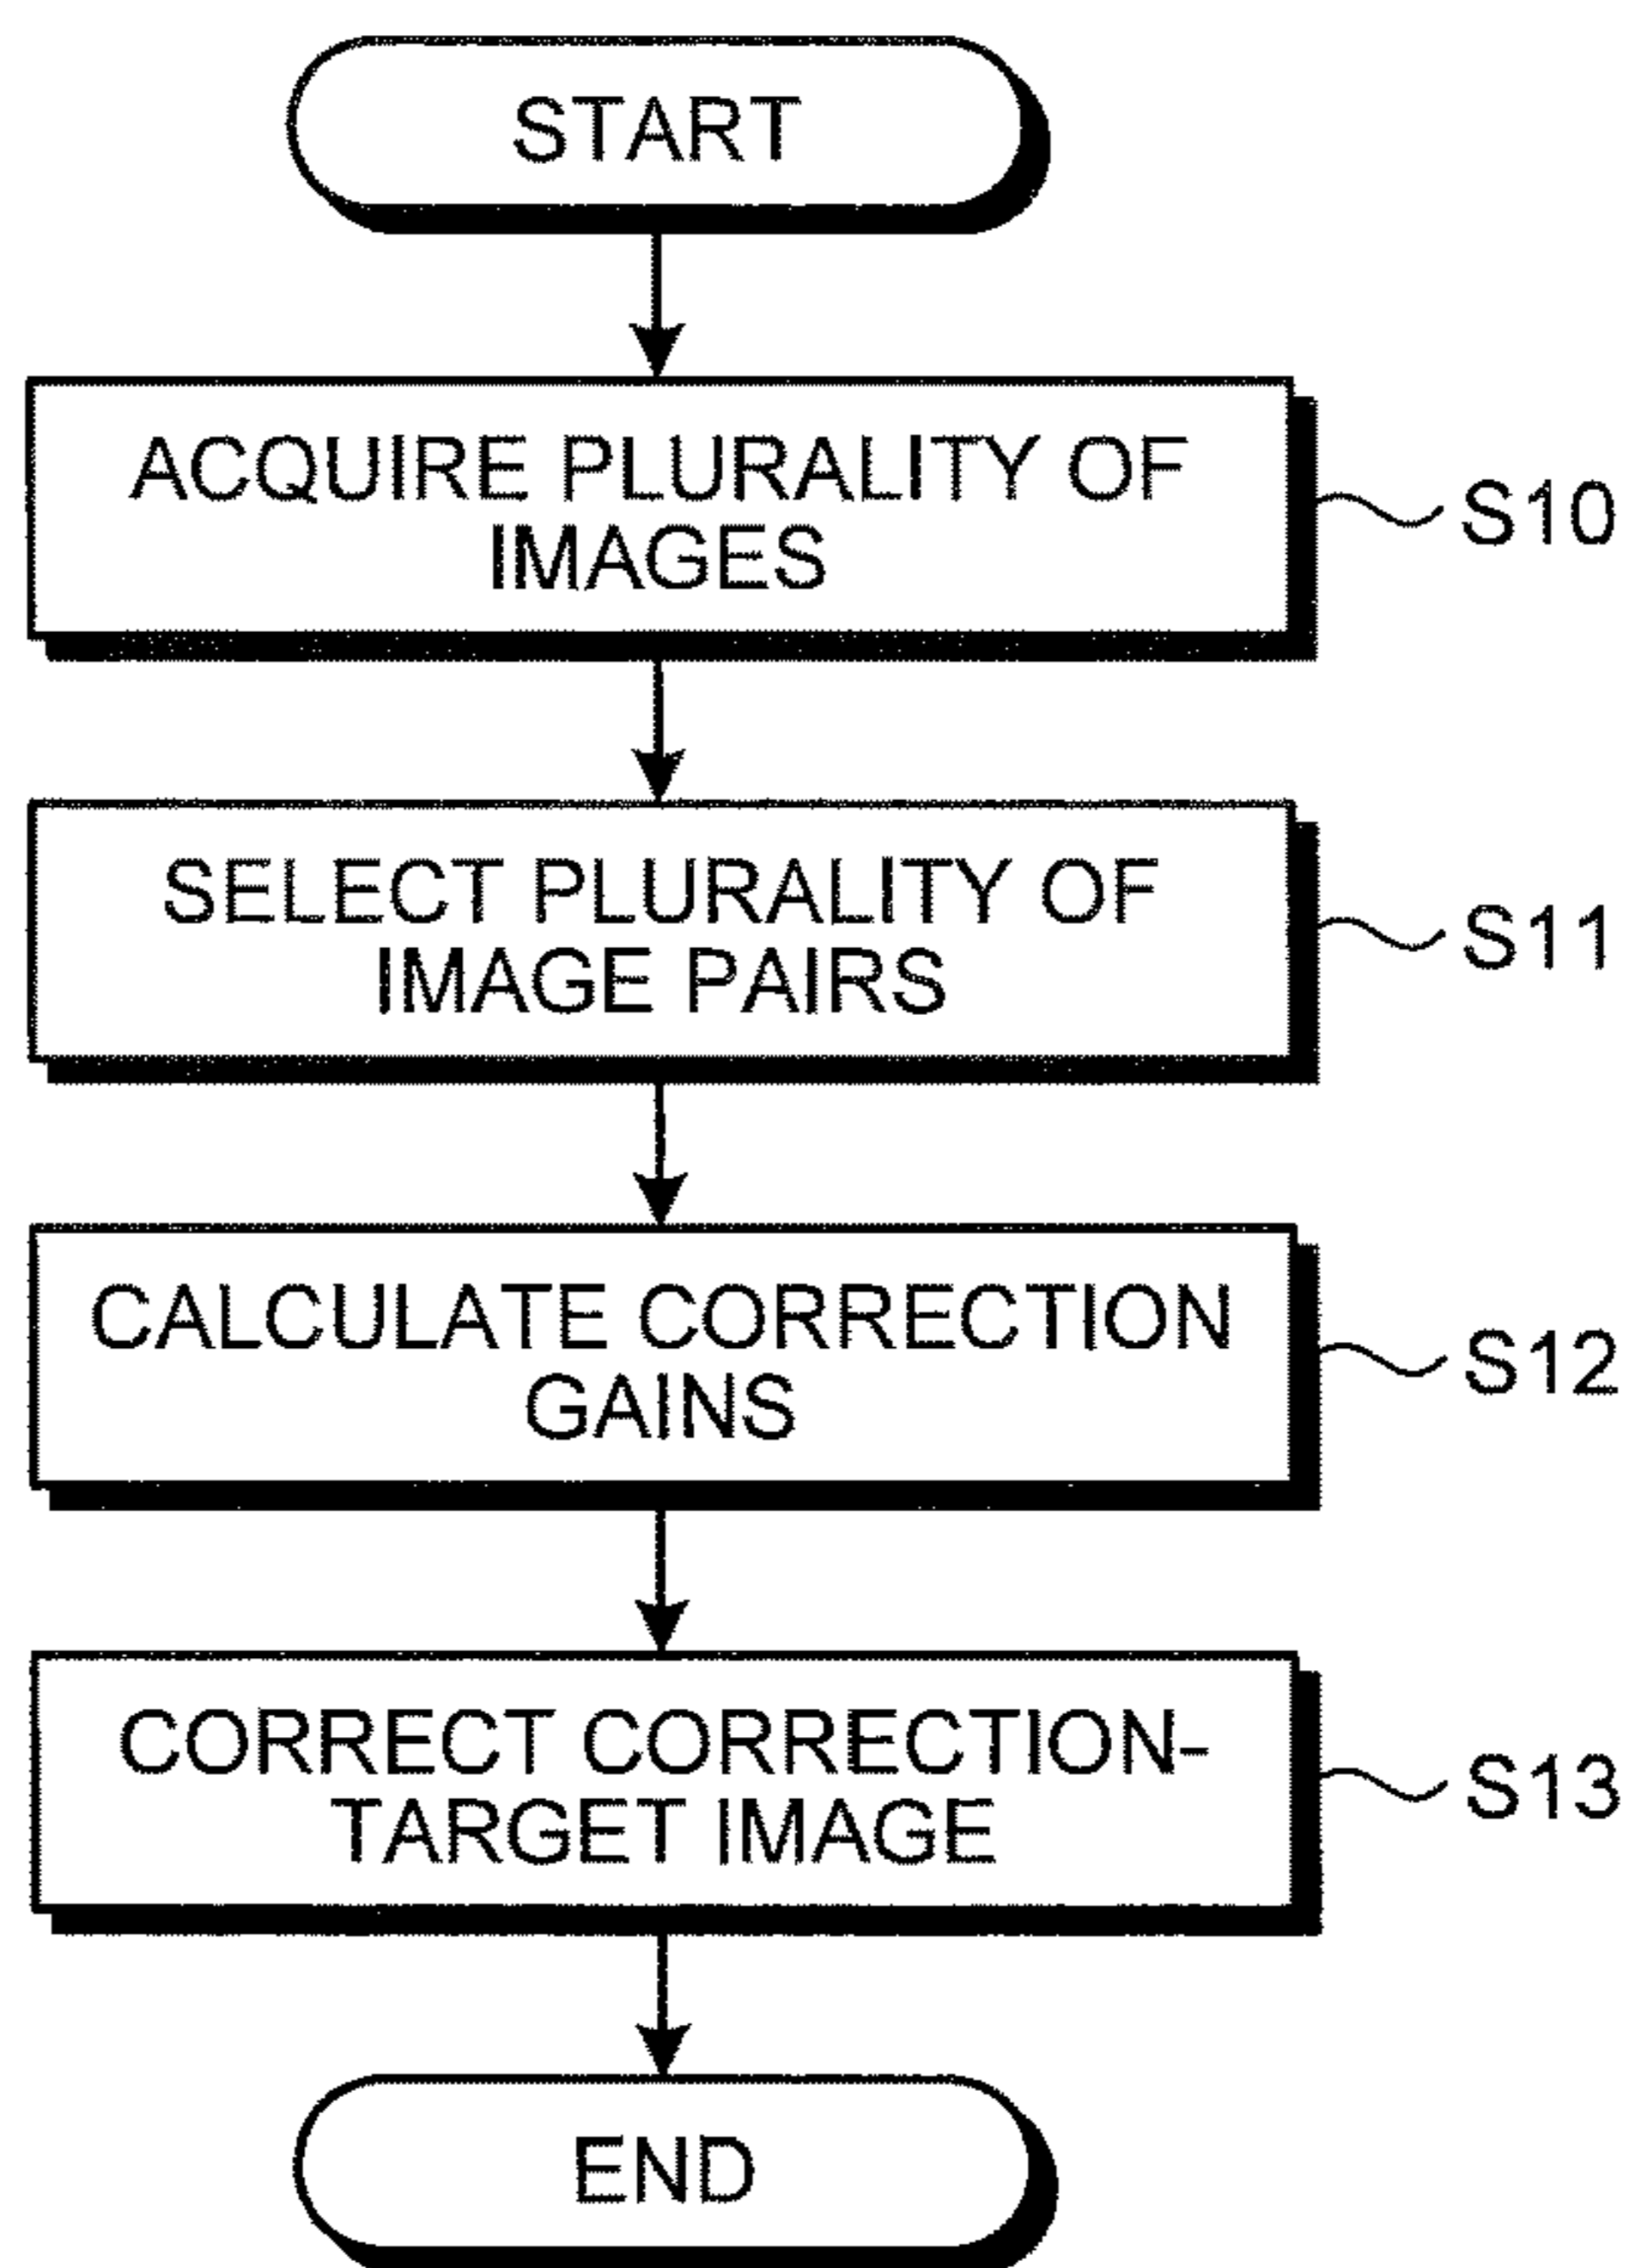 START
ACQUIRE PLURALITY OF
IMAGES
S10
SELECT PLURALITY OF
IMAGE PAIRS
S11
CALCULATE CORRECTION
GAINS
S12
CORRECT CORRECTION-
TARGET IMAGE
S13
END